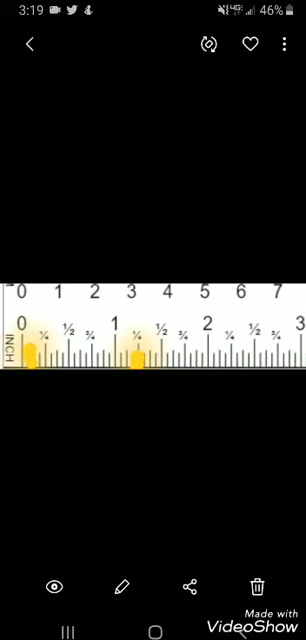 3:19 4G 46%
0 1 2 3 4 5 6 7
0 1 2 3
¼ ½ ¾ ¼ ½ ¾ ¼ ½ ¾
INCH
Made with
VideoShow